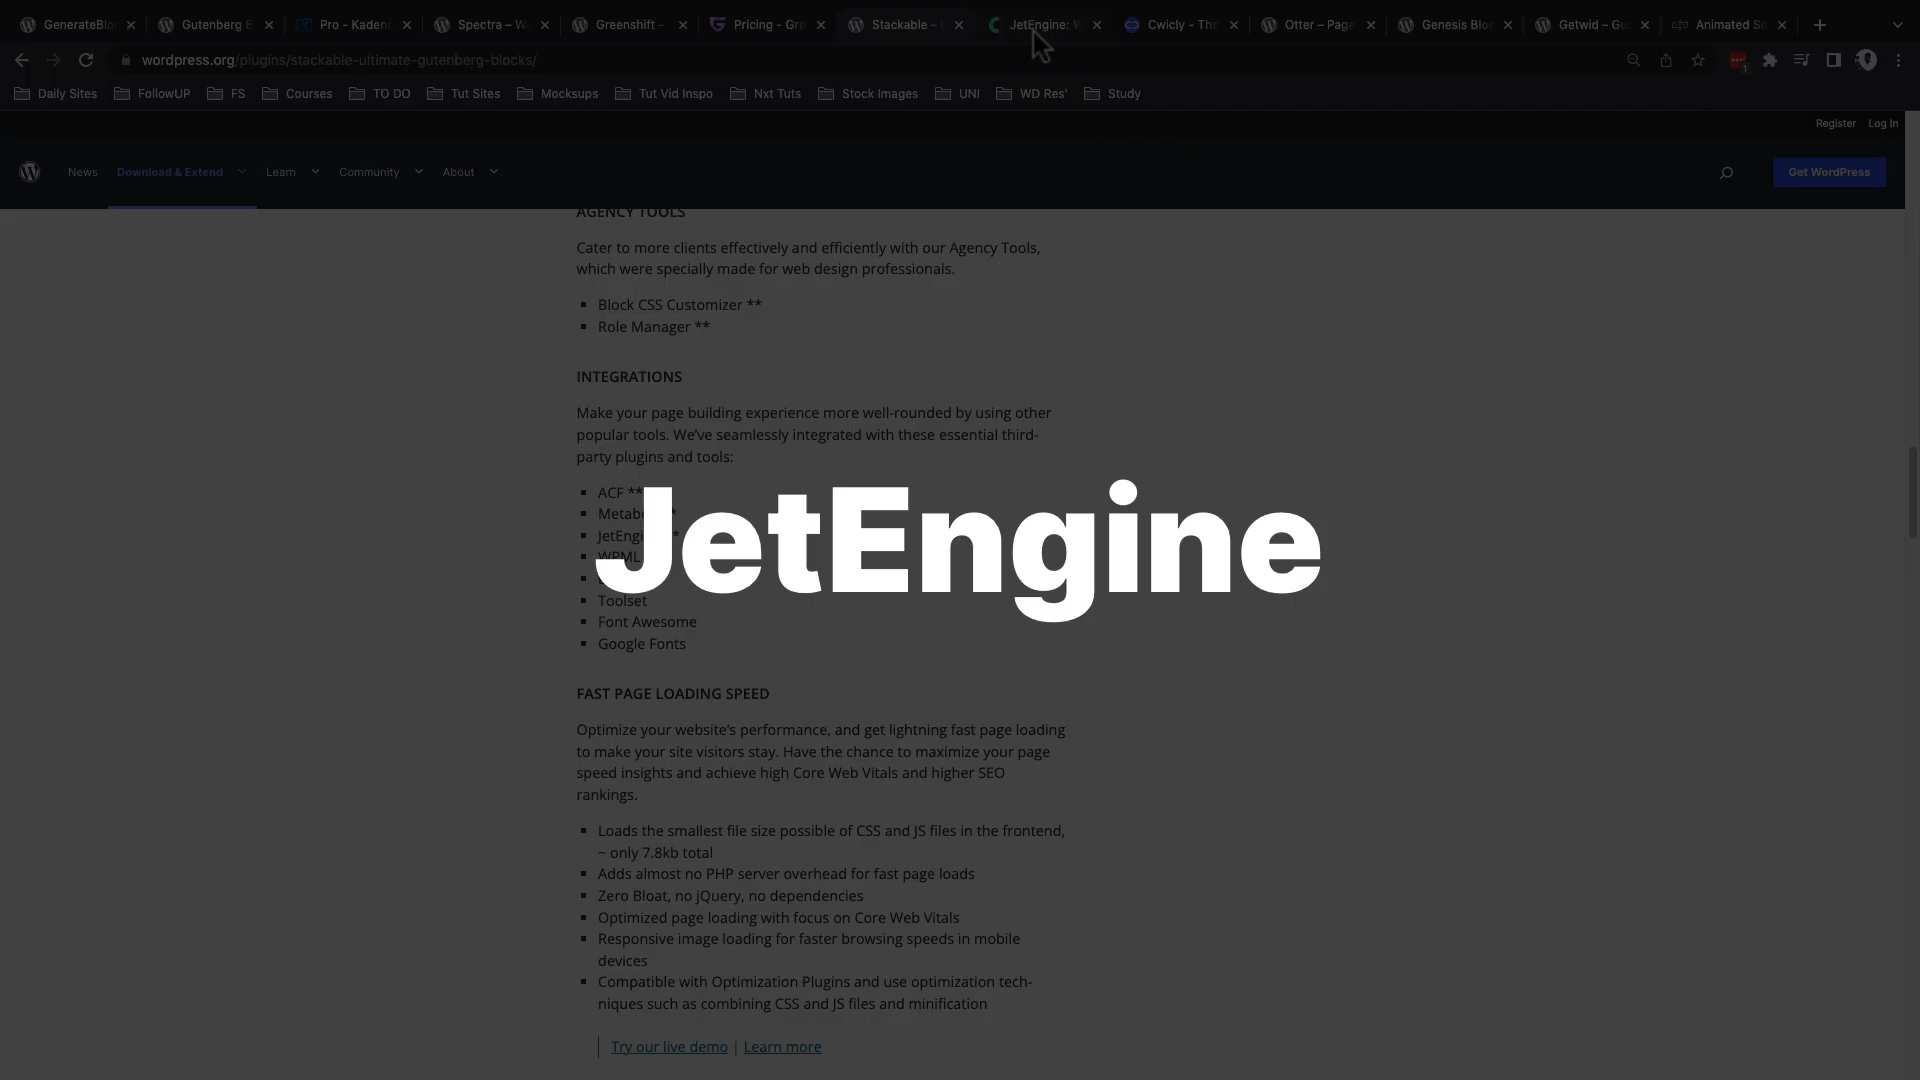 GenerateBlo
Gutenberg B
Pro - Kadenc
Spectra – Wo
Greenshift –
Pricing - Gre
Stackable –
JetEngine: W
Cwicly - The
Otter – Page
Genesis Bloc
Getwid – Gu
Animated Se
wordpress.org/plugins/stackable-ultimate-gutenberg-blocks/
1
Daily Sites
FollowUP
FS
Courses
TO DO
Tut Sites
Mocksups
Tut Vid Inspo
Nxt Tuts
Stock Images
UNI
WD Res'
Study
Register
Log In
News
Download & Extend
Learn
Community
About
Get WordPress
AGENCY TOOLS
Cater to more clients effectively and efficiently with our Agency Tools,
which were specially made for web design professionals.
Block CSS Customizer **
Role Manager **
INTEGRATIONS
Make your page building experience more well-rounded by using other
popular tools. We've seamlessly integrated with these essential third-
party plugins and tools:
ACF **
JetEngine
WPML
Toolset
Font Awesome
Google Fonts
FAST PAGE LOADING SPEED
Optimize your website's performance, and get lightning fast page loading
to make your site visitors stay. Have the chance to maximize your page
speed insights and achieve high Core Web Vitals and higher SEO
rankings.
Loads the smallest file size possible of CSS and JS files in the frontend,
~ only 7.8kb total
Adds almost no PHP server overhead for fast page loads
Zero Bloat, no jQuery, no dependencies
Optimized page loading with focus on Core Web Vitals
Responsive image loading for faster browsing speeds in mobile
devices
Compatible with Optimization Plugins and use optimization tech-
niques such as combining CSS and JS files and minification
Try our live demo | Learn more